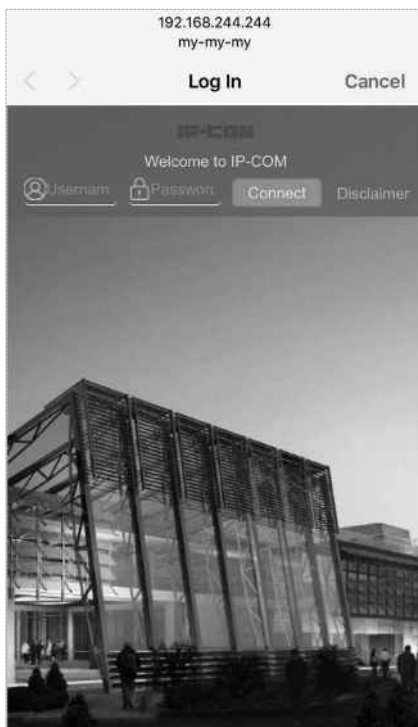 192.168.244.244
my-my-my
Log In Cancel
IP-COM
Welcome to IP-COM
Usernam Passwor Connect Disclaimer